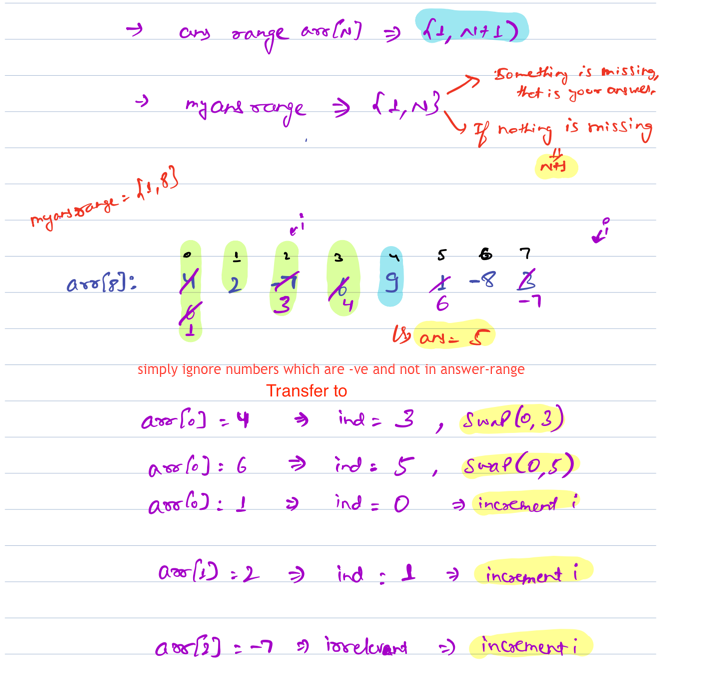 → ans range arr[N] ⇒ {1, N+1)
→ myans range ⇒ {1, N}
Something is missing,
that is your answer.
If nothing is missing
⇓
N+1
myans range = {1,8}
i i
0 1 2 3 4 5 6 7
arr[8]: 4 2 -7 6 9 1 -8 3
6 3 4 6 -7
1
↳ ans = 5
simply ignore numbers which are -ve and not in answer-range
Transfer to
arr[0] = 4 ⇒ ind = 3 , swap(0,3)
arr[0] : 6 ⇒ ind : 5 , swap(0,5)
arr[0] : 1 ⇒ ind = 0 ⇒ increment i
arr[1] : 2 ⇒ ind : 1 ⇒ increment i
arr[2] = -7 ⇒ irrelevant ⇒ increment i